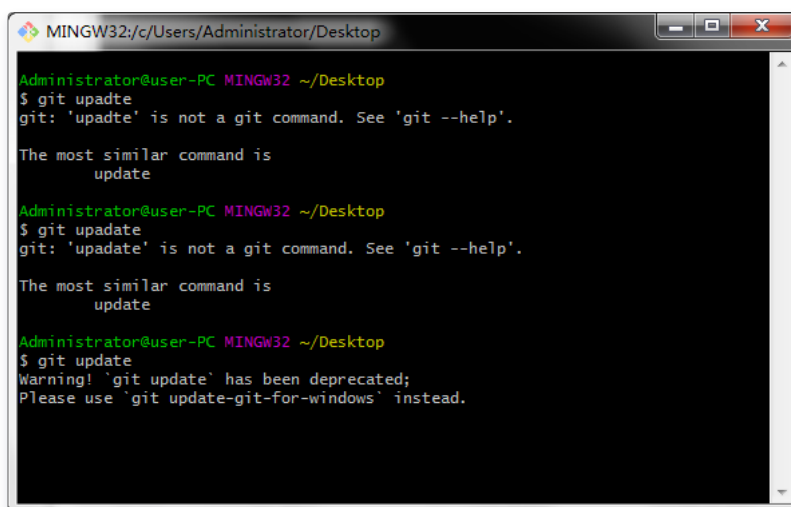 MINGW32:/c/Users/Administrator/Desktop
Administrator@user-PC MINGW32 ~/Desktop
$ git upadte
git: 'upadte' is not a git command. See 'git --help'.
The most similar command is
update
Administrator@user-PC MINGW32 ~/Desktop
$ git upadate
git: 'upadate' is not a git command. See 'git --help'.
The most similar command is
update
Administrator@user-PC MINGW32 ~/Desktop
$ git update
Warning! `git update` has been deprecated;
Please use `git update-git-for-windows` instead.